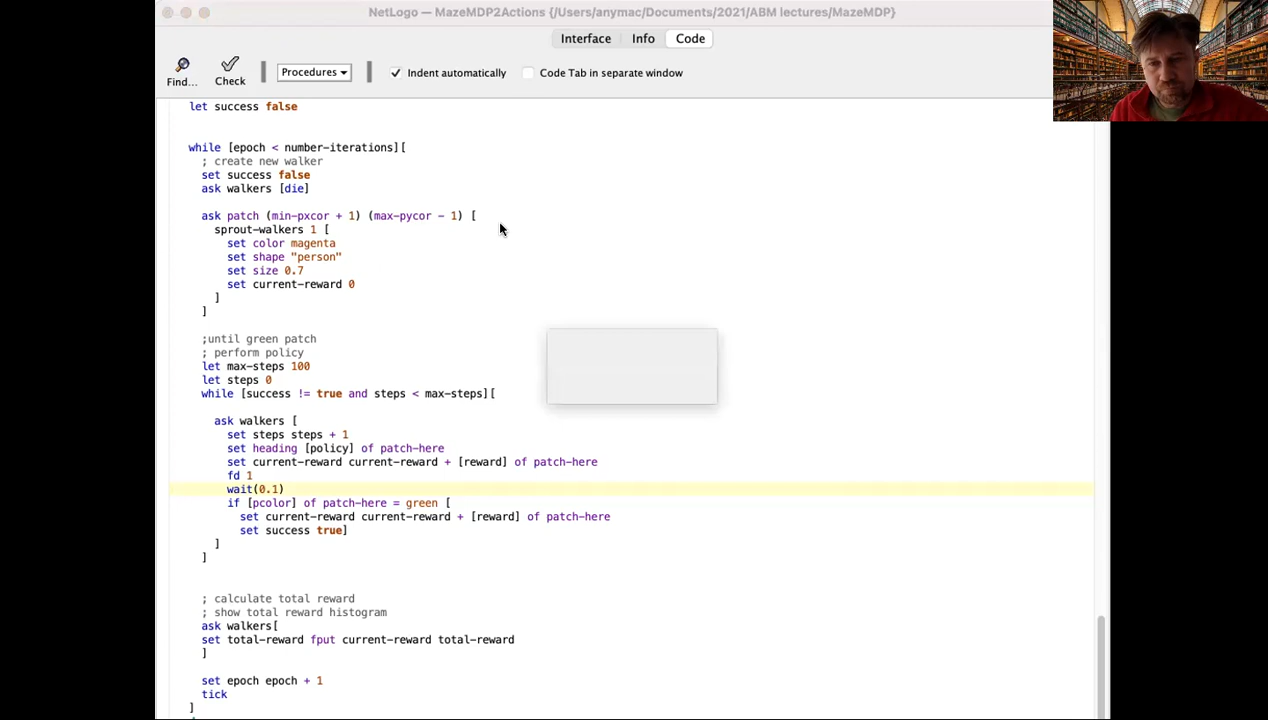 NetLogo — MazeMDP2Actions {/Users/anymac/Documents/2021/ABM lectures/MazeMDP}
Interface Info Code
Find... Check Procedures Indent automatically Code Tab in separate window
let success false
while [epoch < number-iterations][
; create new walker
set success false
ask walkers [die]
ask patch (min-pxcor + 1) (max-pycor - 1) [
sprout-walkers 1 [
set color magenta
set shape "person"
set size 0.7
set current-reward 0
]
]
;until green patch
; perform policy
let max-steps 100
let steps 0
while [success != true and steps < max-steps][
ask walkers [
set steps steps + 1
set heading [policy] of patch-here
set current-reward current-reward + [reward] of patch-here
fd 1
wait(0.1)
if [pcolor] of patch-here = green [
set current-reward current-reward + [reward] of patch-here
set success true]
]
]
; calculate total reward
; show total reward histogram
ask walkers[
set total-reward fput current-reward total-reward
]
set epoch epoch + 1
tick
]